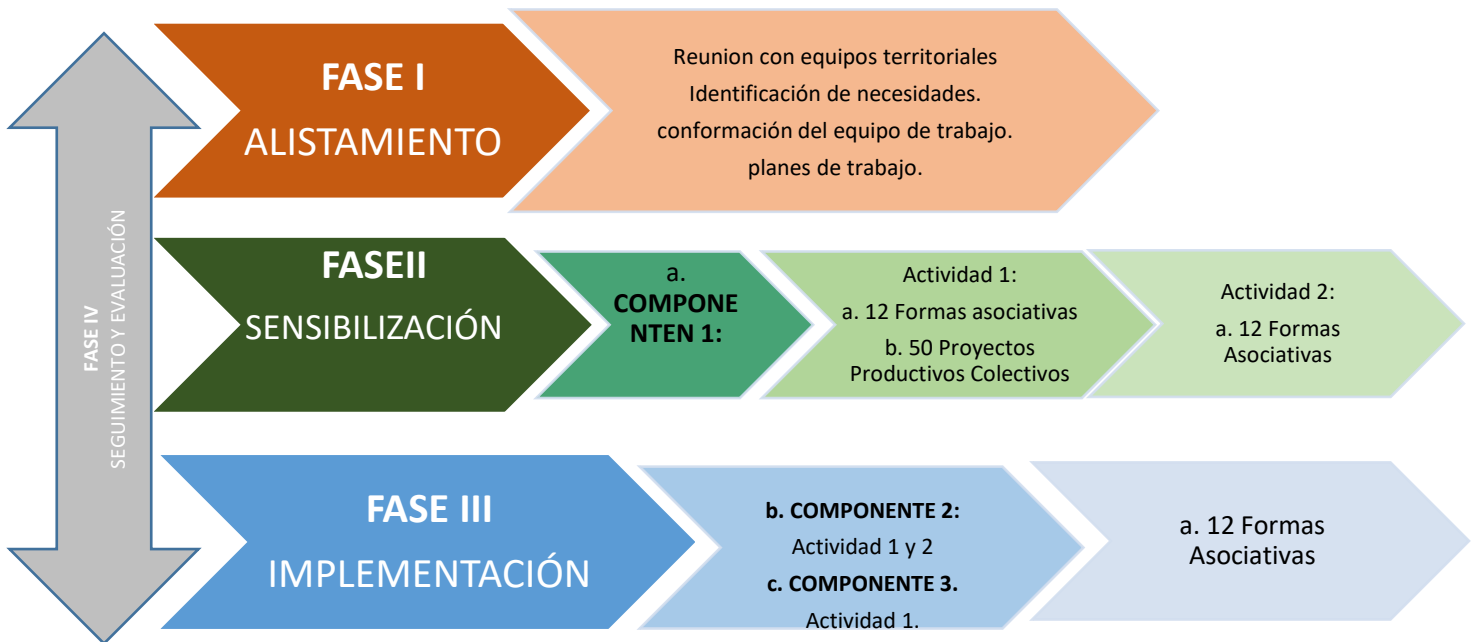 FASE I
ALISTAMIENTO
Reunion con equipos territoriales
Identificación de necesidades.
conformación del equipo de trabajo.
planes de trabajo.
FASE IV
SEGUIMIENTO Y EVALUACIÓN
FASEII
SENSIBILIZACIÓN
a.
COMPONE
NTEN 1:
Actividad 1:
a. 12 Formas asociativas
b. 50 Proyectos
Productivos Colectivos
Actividad 2:
a. 12 Formas
Asociativas
FASE III
IMPLEMENTACIÓN
b. COMPONENTE 2:
Actividad 1 y 2
c. COMPONENTE 3.
Actividad 1.
a. 12 Formas
Asociativas